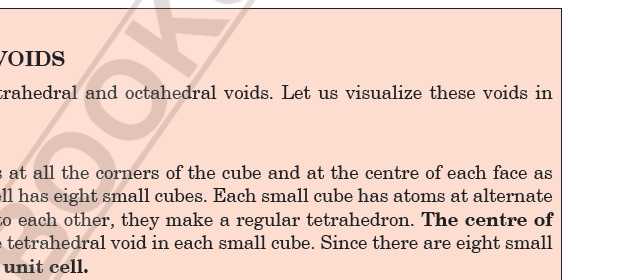 VOIDS
trahedral and octahedral voids. Let us visualize these voids in
s at all the corners of the cube and at the centre of each face as
ell has eight small cubes. Each small cube has atoms at alternate
to each other, they make a regular tetrahedron. The centre of
e tetrahedral void in each small cube. Since there are eight small
unit cell.
BOOK